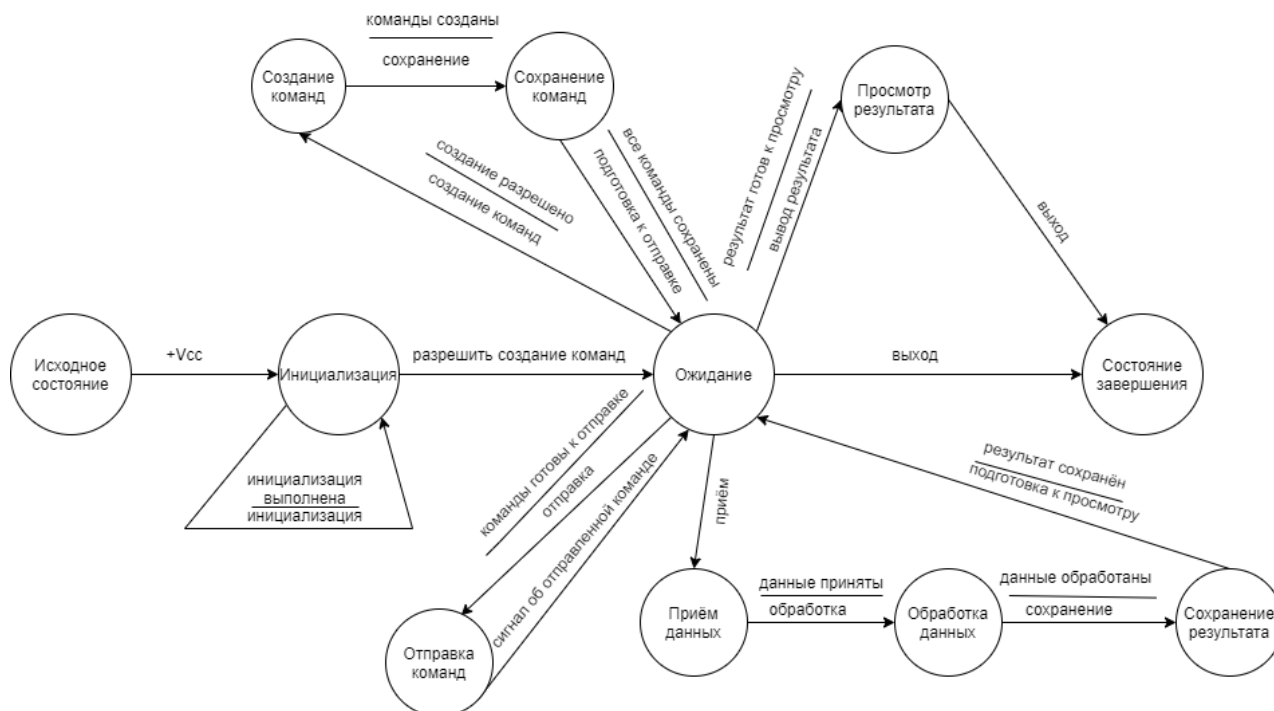 команды созданы
сохранение
Создание
команд
Сохранение
команд
Просмотр
результата
создание разрешено
создание команд
все команды сохранены
подготовка к отправке
результат готов к просмотру
вывод результата
выход
Исходное
состояние
+Vcc
Инициализация
разрешить создание команд
Ожидание
выход
Состояние
завершения
инициализация
выполнена
инициализация
команды готовы к отправке
отправка
сигнал об отправленной команде
приём
результат сохранён
подготовка к просмотру
Отправка
команд
Приём
данных
данные приняты
обработка
Обработка
данных
данные обработаны
сохранение
Сохранение
результата